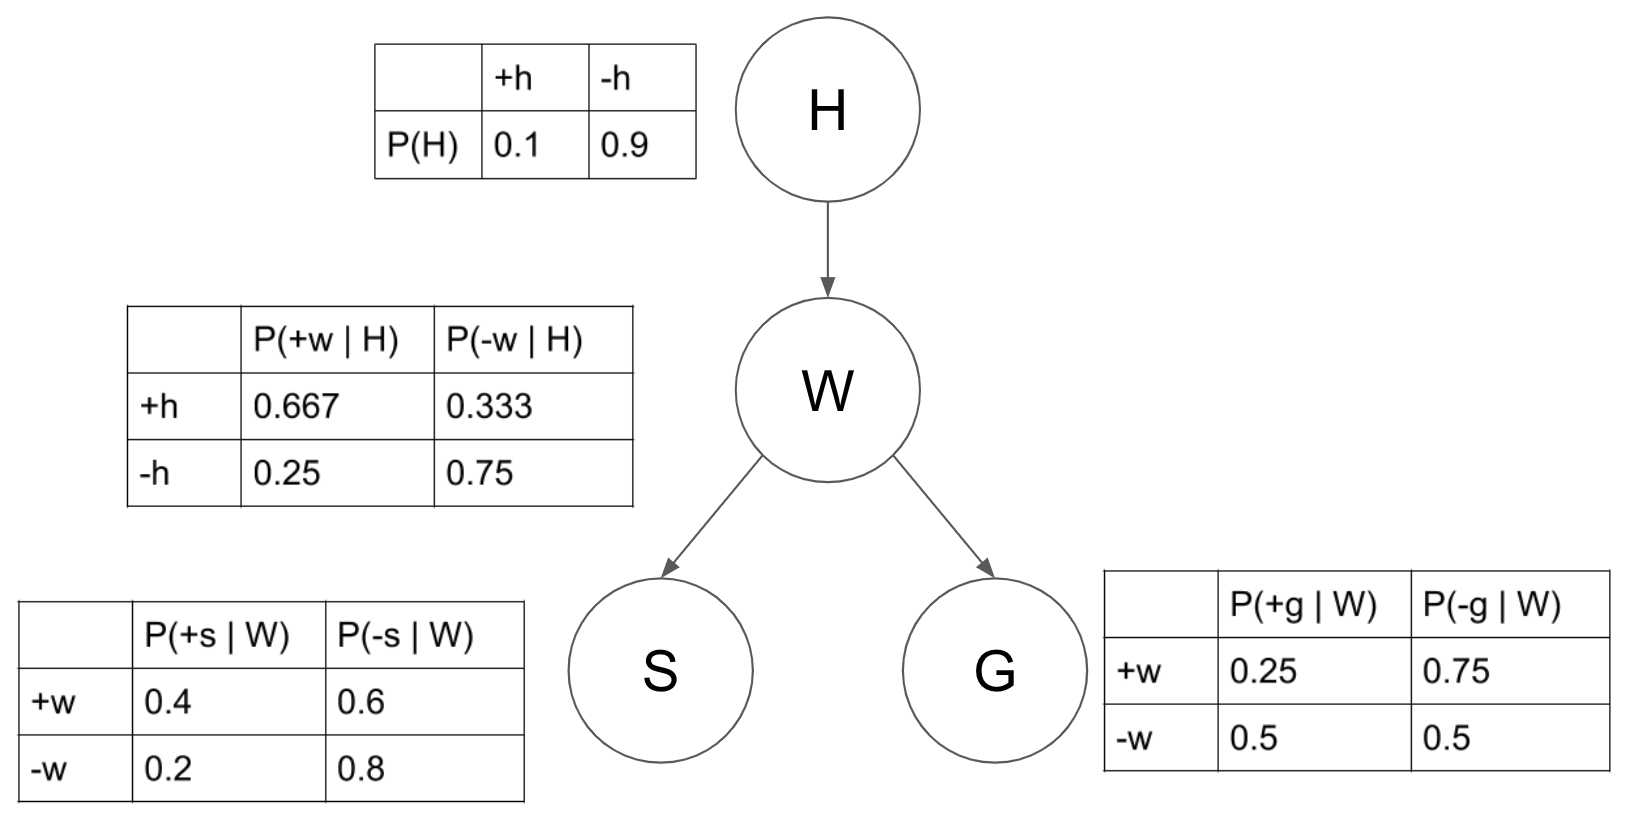 +h -h
P(H) 0.1 0.9
H
P(+w | H) P(-w | H)
+h 0.667 0.333
-h 0.25 0.75
W
P(+s | W) P(-s | W)
+w 0.4 0.6
-w 0.2 0.8
S
G
P(+g | W) P(-g | W)
+w 0.25 0.75
-w 0.5 0.5